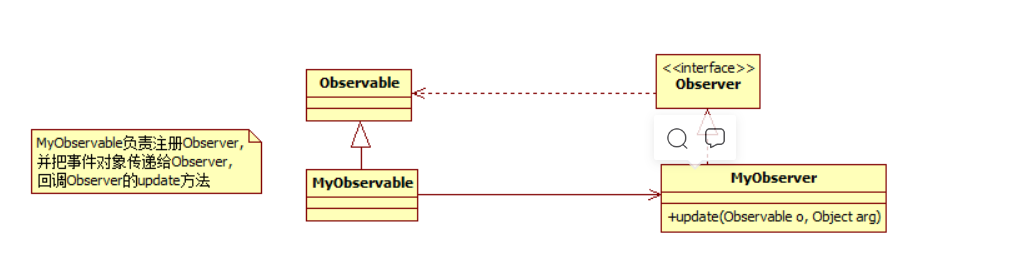 Observable
<<interface>>
Observer
MyObservable负责注册Observer,
并把事件对象传递给Observer,
回调Observer的update方法
MyObservable
MyObserver
+update(Observable o, Object arg)